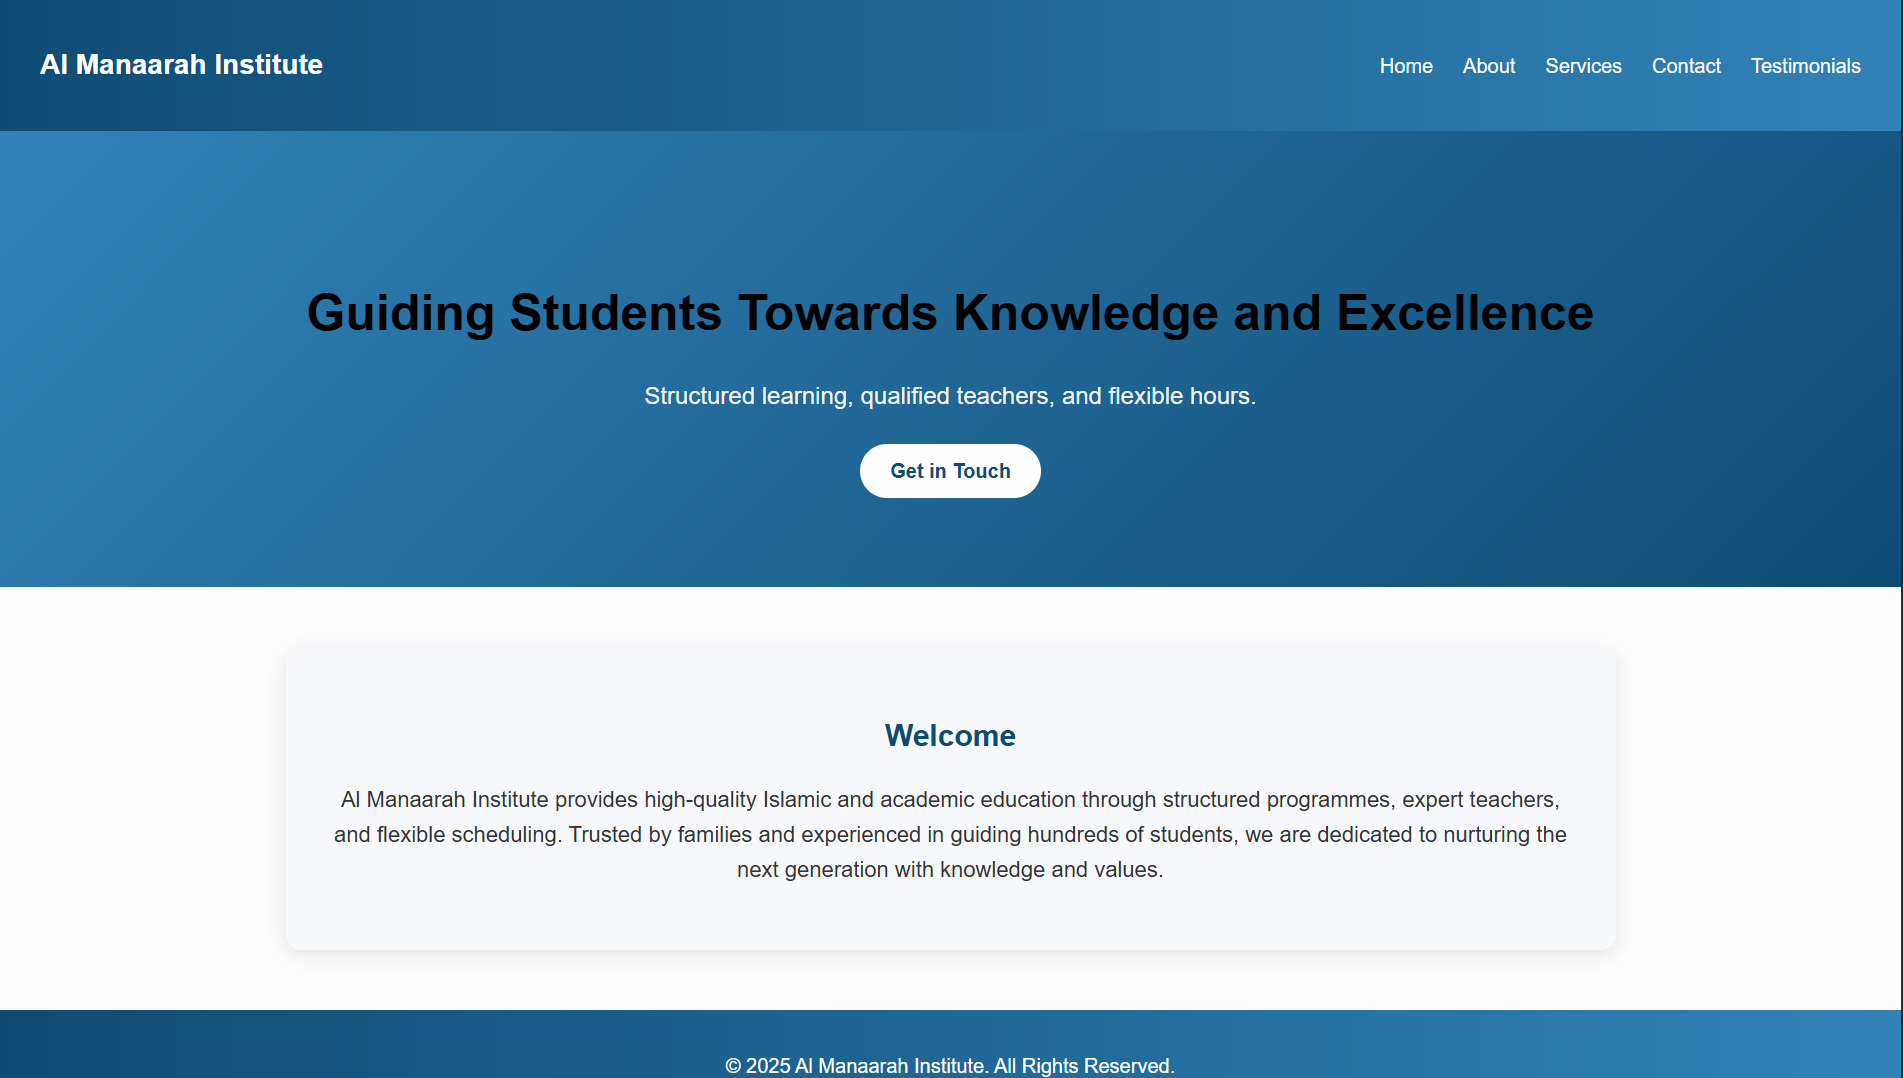 Al Manaarah Institute
Home About Services Contact Testimonials
Guiding Students Towards Knowledge and Excellence
Structured learning, qualified teachers, and flexible hours.
Get in Touch
Welcome
Al Manaarah Institute provides high-quality Islamic and academic education through structured programmes, expert teachers,
and flexible scheduling. Trusted by families and experienced in guiding hundreds of students, we are dedicated to nurturing the
next generation with knowledge and values.
© 2025 Al Manaarah Institute. All Rights Reserved.